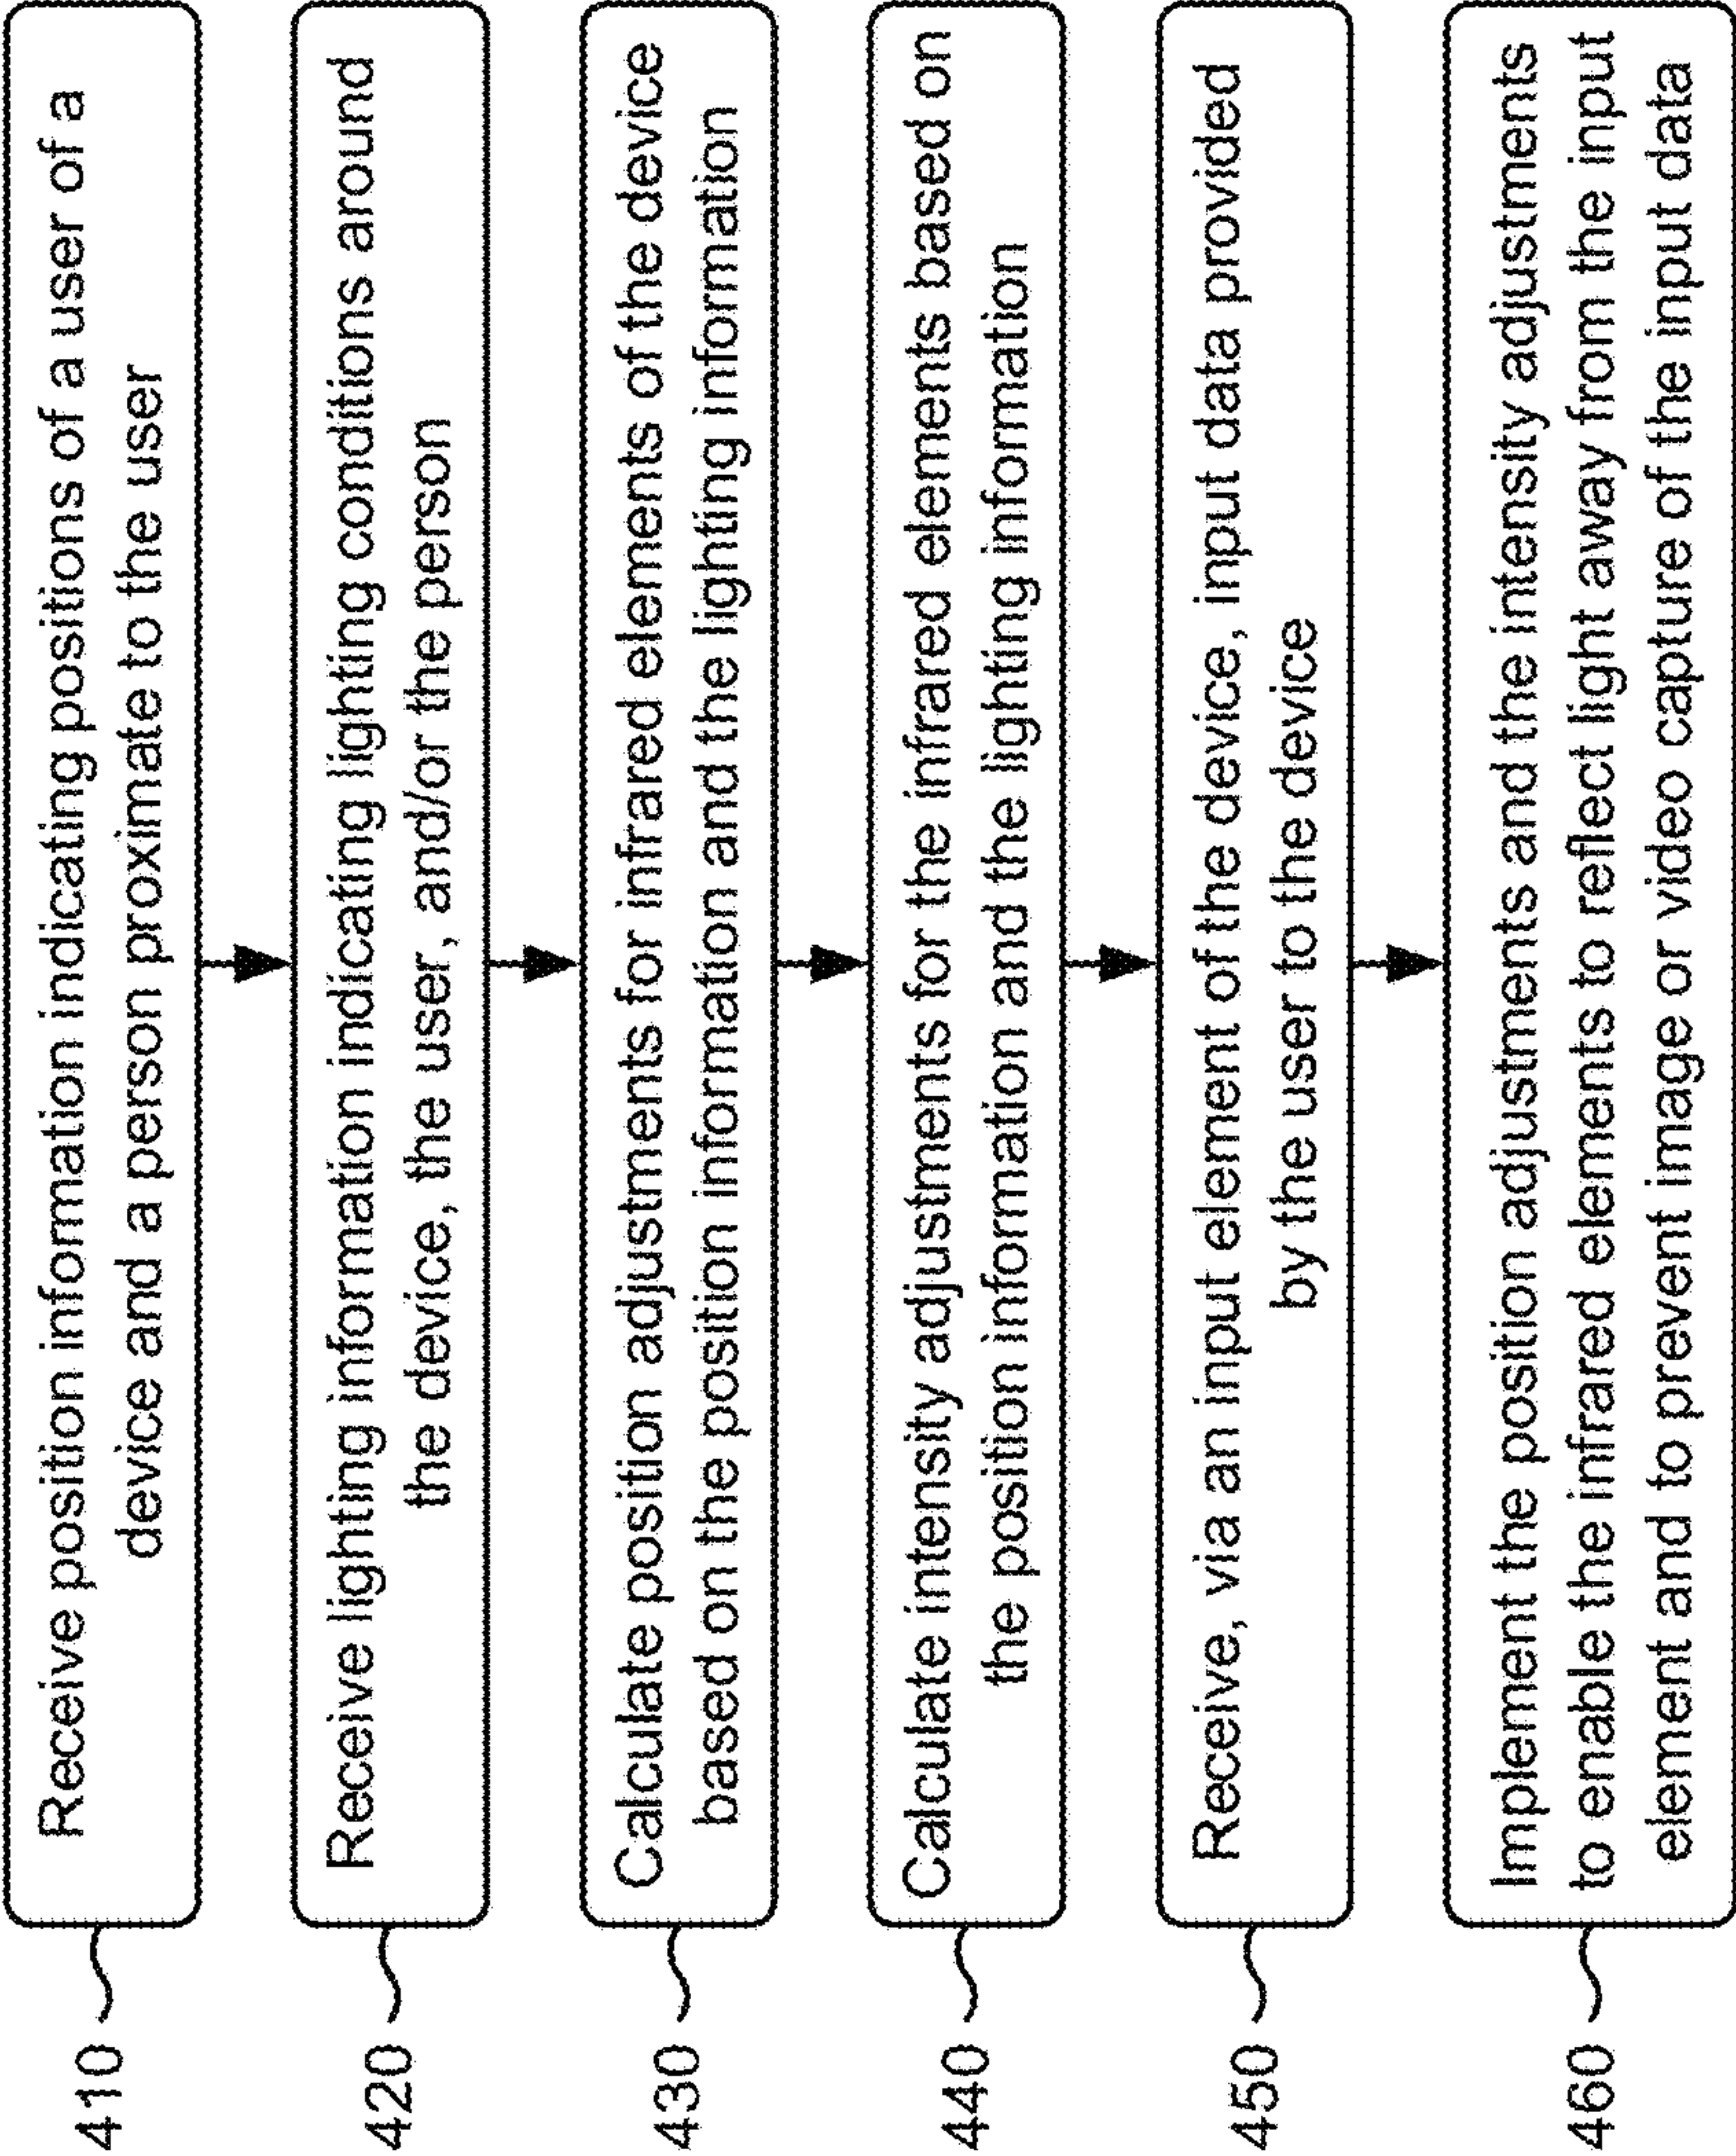 410
Receive position information indicating positions of a user of a
device and a person proximate to the user
420
Receive lighting information indicating lighting conditions around
the device, the user, and/or the person
430
Calculate position adjustments for infrared elements of the device
based on the position information and the lighting information
440
Calculate intensity adjustments for the infrared elements based on
the position information and the lighting information
450
Receive, via an input element of the device, input data provided
by the user to the device
460
Implement the position adjustments and the intensity adjustments
to enable the infrared elements to reflect light away from the input
element and to prevent image or video capture of the input data